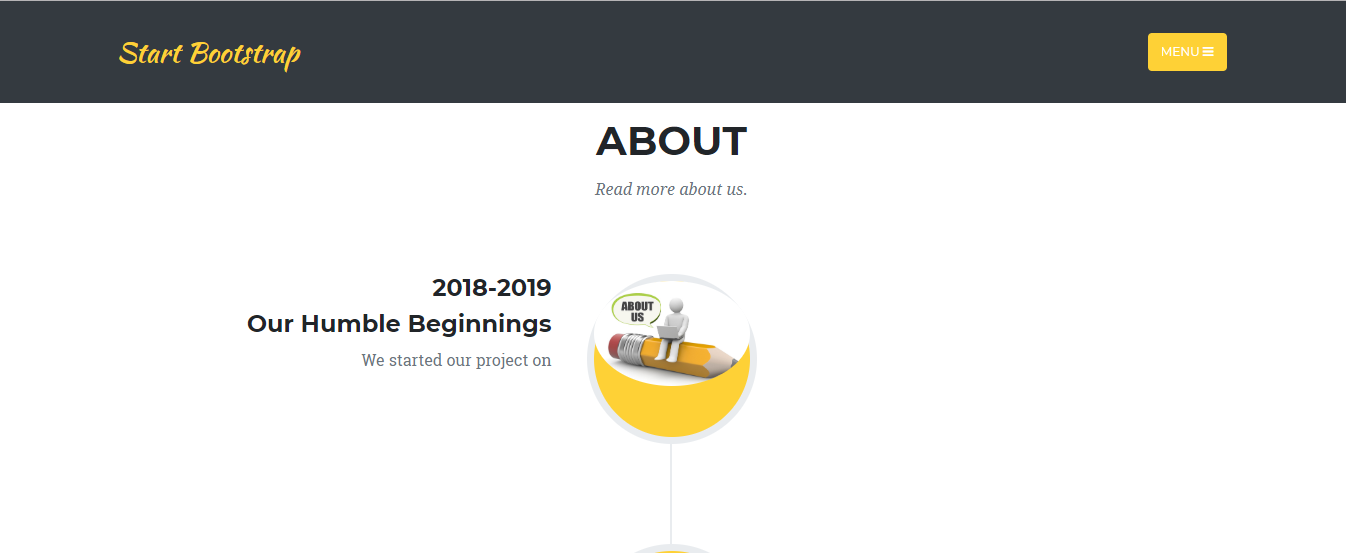 Start Bootstrap
MENU
ABOUT
Read more about us.
2018-2019
Our Humble Beginnings
We started our project on
ABOUT
US